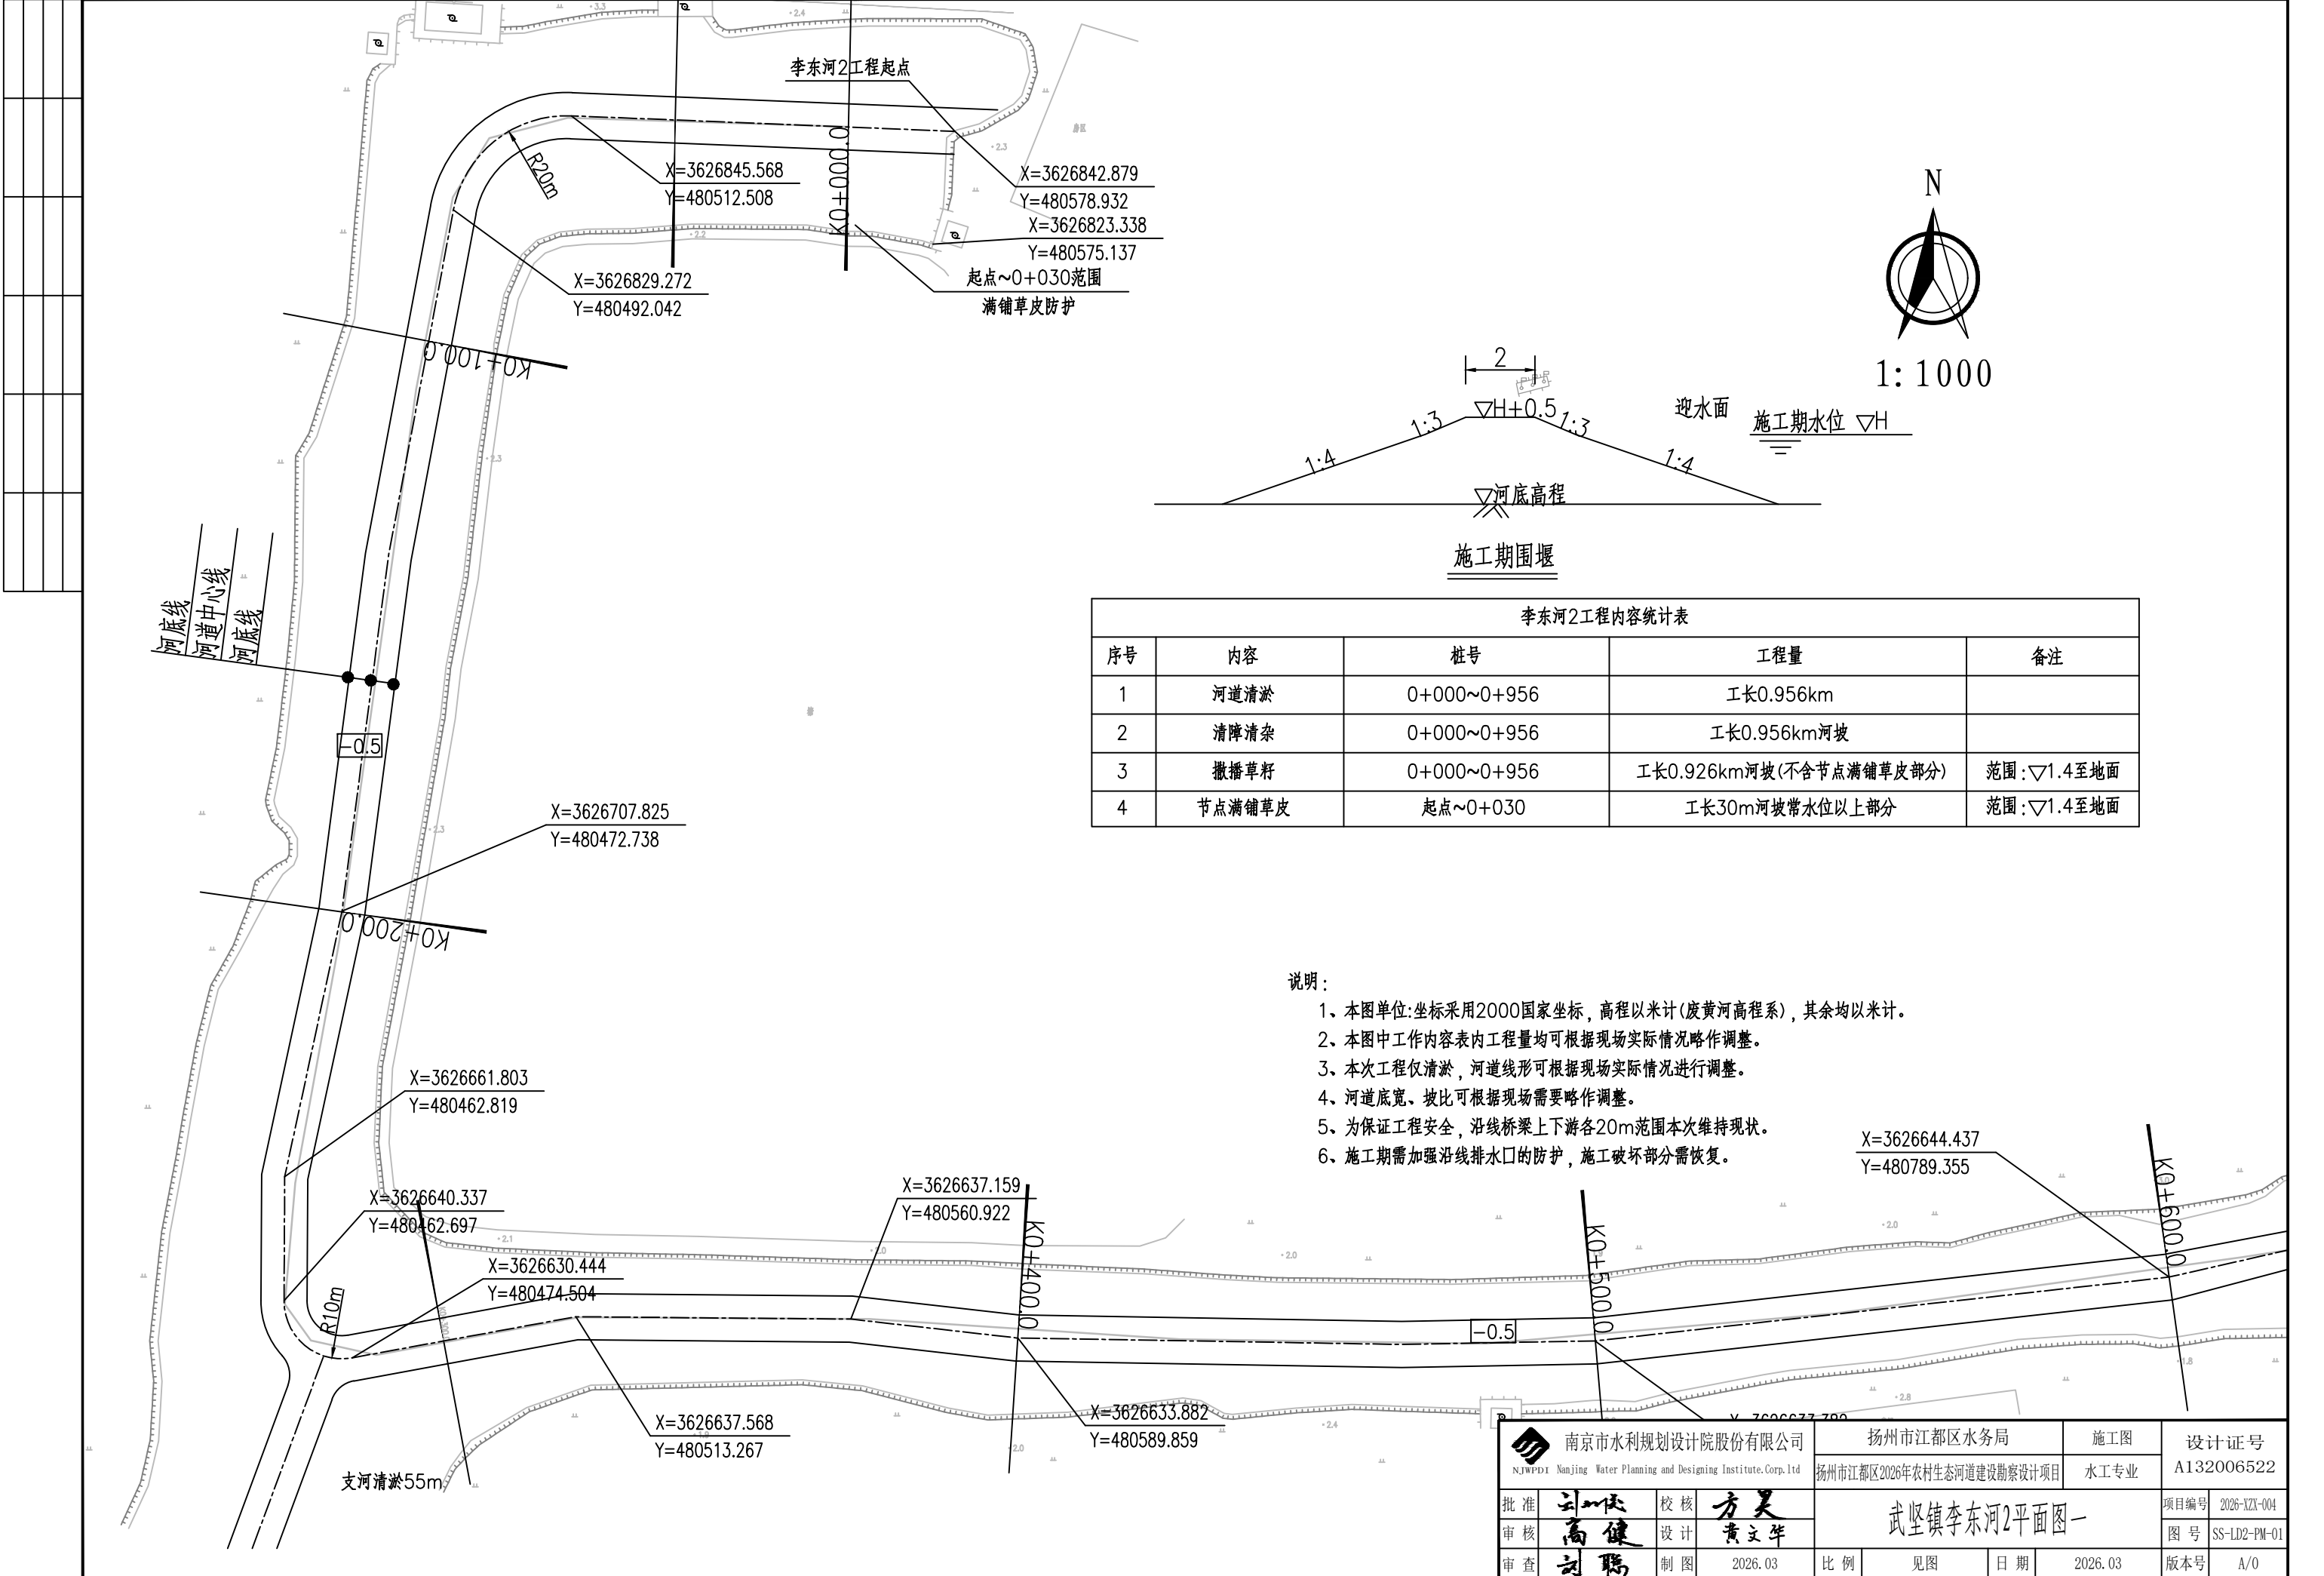 李东河2工程起点
K0+000.0
R20m
X=3626845.568
Y=480512.508
X=3626842.879
Y=480578.932
X=3626823.338
Y=480575.137
起点~0+030范围
满铺草皮防护
X=3626829.272
Y=480492.042
K0+100.0
N
1:1000
2
▽H+0.5
1:3
1:3
1:4
1:4
迎水面
施工期水位 ▽H
▽河底高程
施工期围堰
河底线
河道中心线
河底线
-0.5
李东河2工程内容统计表
序号 内容 桩号 工程量 备注
1 河道清淤 0+000~0+956 工长0.956km
2 清障清杂 0+000~0+956 工长0.956km河坡
3 撒播草籽 0+000~0+956 工长0.926km河坡(不含节点满铺草皮部分) 范围:▽1.4至地面
4 节点满铺草皮 起点~0+030 工长30m河坡常水位以上部分 范围:▽1.4至地面
X=3626707.825
Y=480472.738
K0+200.0
说明:
1、本图单位:坐标采用2000国家坐标,高程以米计(废黄河高程系),其余均以米计。
2、本图中工作内容表内工程量均可根据现场实际情况略作调整。
3、本次工程仅清淤,河道线形可根据现场实际情况进行调整。
4、河道底宽、坡比可根据现场需要略作调整。
5、为保证工程安全,沿线桥梁上下游各20m范围本次维持现状。
6、施工期需加强沿线排水口的防护,施工破坏部分需恢复。
X=3626661.803
Y=480462.819
X=3626640.337
Y=480462.697
R10m
X=3626630.444
Y=480474.504
X=3626637.159
Y=480560.922
K0+400.0
K0+500.0
-0.5
X=3626644.437
Y=480789.355
K0+600.0
X=3626637.568
Y=480513.267
X=3626633.882
Y=480589.859
支河清淤55m
NJWPDI
南京市水利规划设计院股份有限公司
Nanjing Water Planning and Designing Institute.Corp.ltd
扬州市江都区水务局 施工图
扬州市江都区2026年农村生态河道建设勘察设计项目 水工专业
设计证号
A132006522
批准 校核 方昊
审核 高健 设计 黄文华
审查 刘聪 制图 2026.03
武坚镇李东河2平面图一
项目编号 2026-XZX-004
图号 SS-LD2-PM-01
比例 见图 日期 2026.03 版本号 A/0